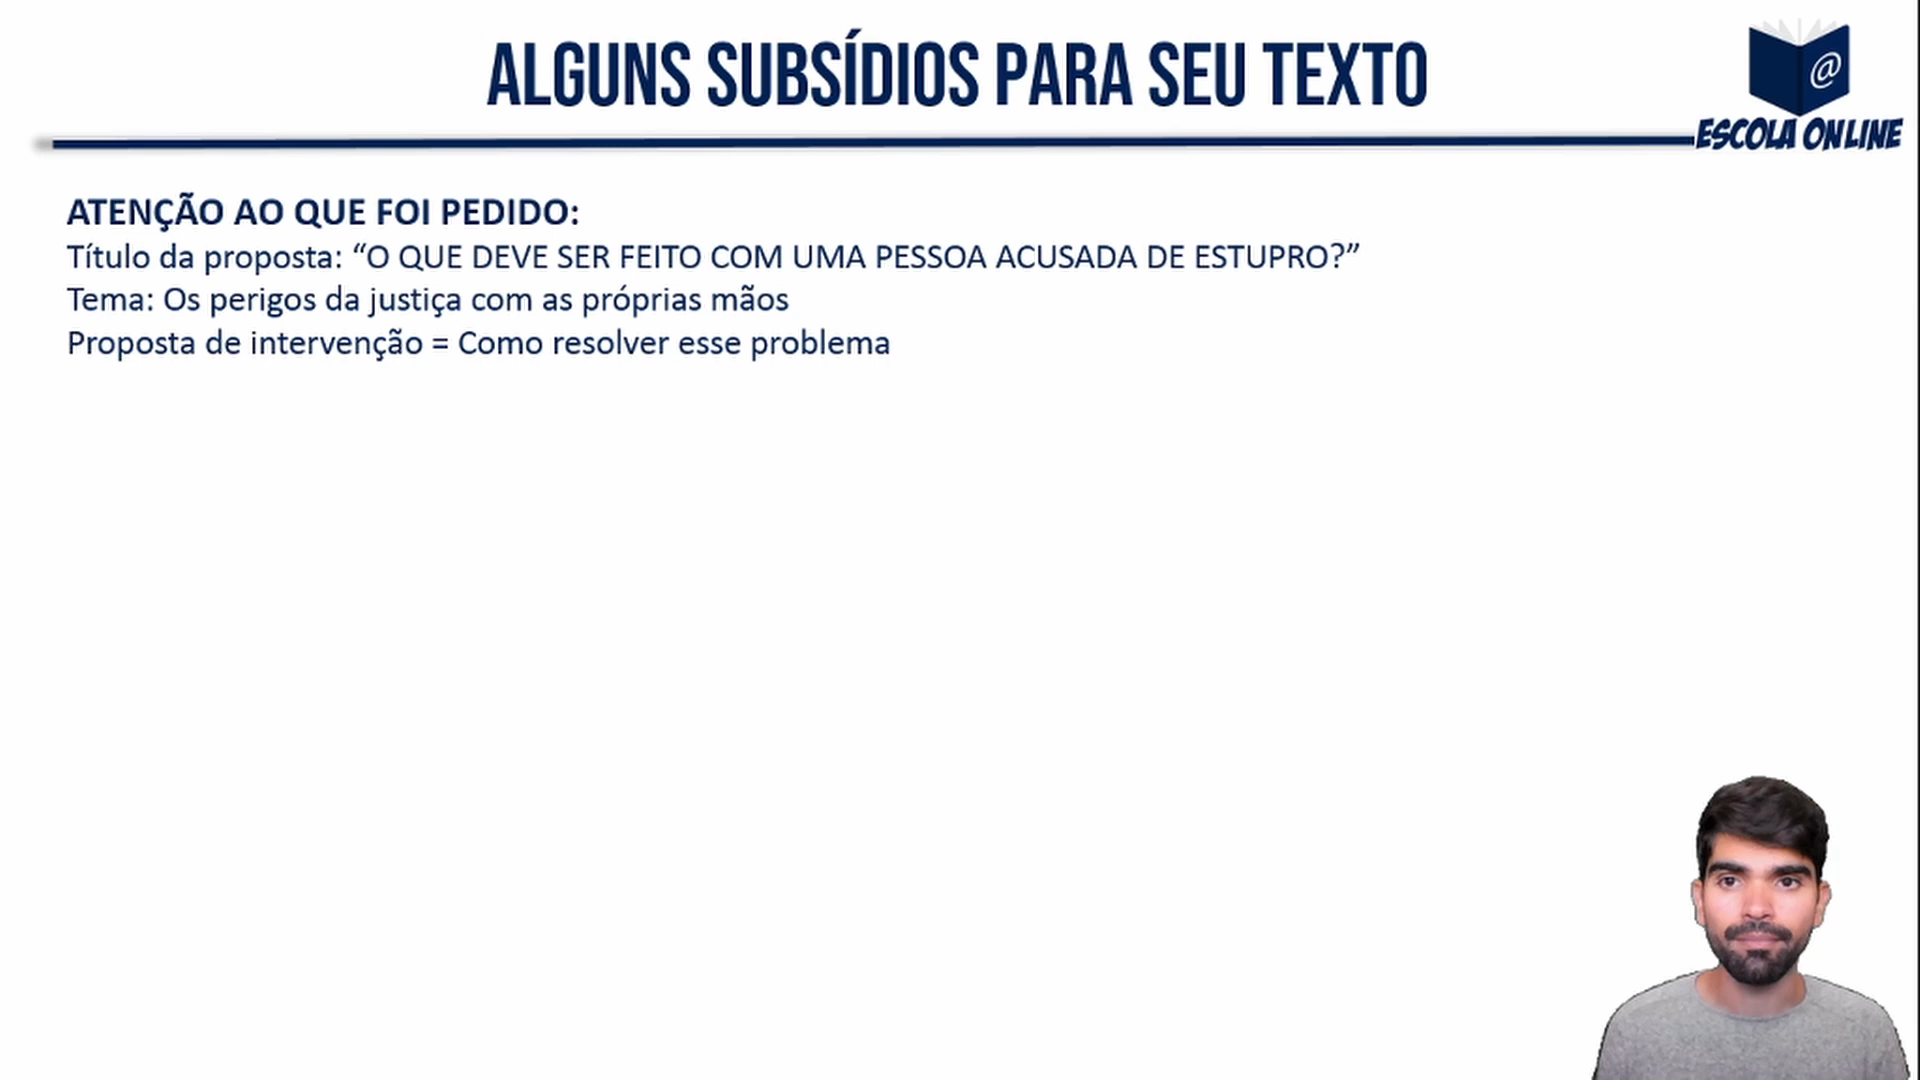 ALGUNS SUBSÍDIOS PARA SEU TEXTO
@
ESCOLA ONLINE
ATENÇÃO AO QUE FOI PEDIDO:
Título da proposta: “O QUE DEVE SER FEITO COM UMA PESSOA ACUSADA DE ESTUPRO?”
Tema: Os perigos da justiça com as próprias mãos
Proposta de intervenção = Como resolver esse problema